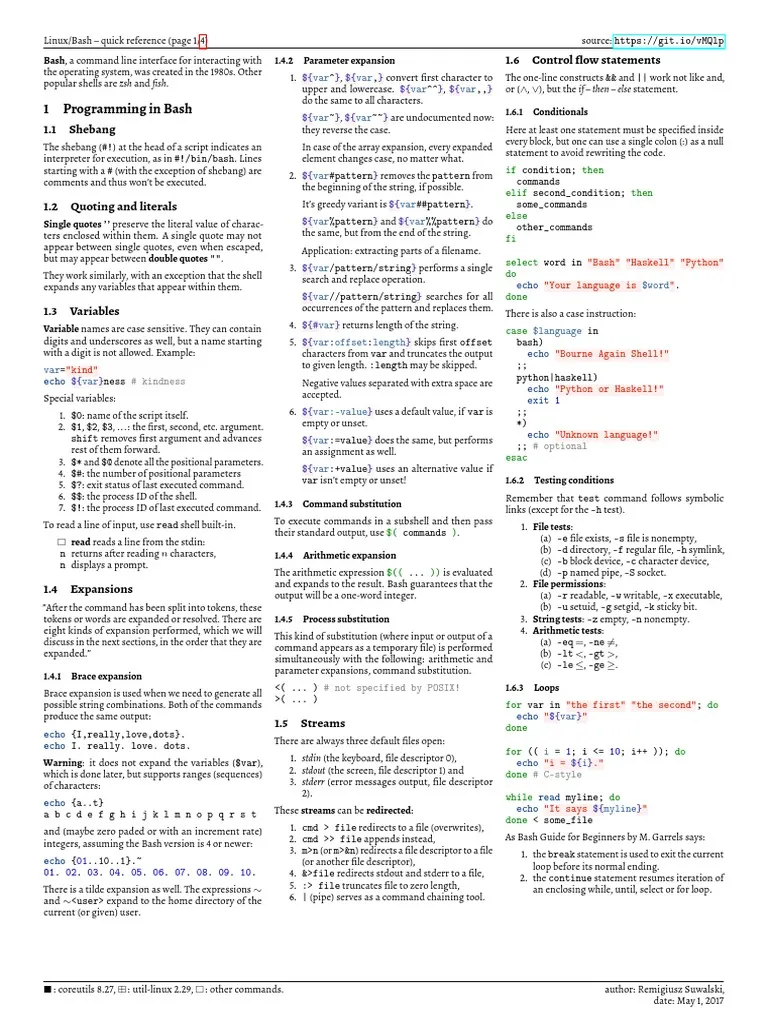 Linux/Bash – quick reference (page 1/4)
source: https://git.io/vMQlp
Bash, a command line interface for interacting with
the operating system, was created in the 1980s. Other
popular shells are zsh and fish.
1 Programming in Bash
1.1 Shebang
The shebang (#!) at the head of a script indicates an
interpreter for execution, as in #!/bin/bash. Lines
starting with a # (with the exception of shebang) are
comments and thus won't be executed.
1.2 Quoting and literals
Single quotes '' preserve the literal value of charac-
ters enclosed within them. A single quote may not
appear between single quotes, even when escaped,
but may appear between double quotes "".
They work similarly, with an exception that the shell
expands any variables that appear within them.
1.3 Variables
Variable names are case sensitive. They can contain
digits and underscores as well, but a name starting
with a digit is not allowed. Example:
var="kind"
echo ${var}ness # kindness
Special variables:
1. $0: name of the script itself.
2. $1, $2, $3, ...: the first, second, etc. argument.
shift removes first argument and advances
rest of them forward.
3. $* and $@ denote all the positional parameters.
4. $#: the number of positional parameters
5. $?: exit status of last executed command.
6. $$: the process ID of the shell.
7. $!: the process ID of last executed command.
To read a line of input, use read shell built-in.
□ read reads a line from the stdin:
n returns after reading n characters,
n displays a prompt.
1.4 Expansions
"After the command has been split into tokens, these
tokens or words are expanded or resolved. There are
eight kinds of expansion performed, which we will
discuss in the next sections, in the order that they are
expanded."
1.4.1 Brace expansion
Brace expansion is used when we need to generate all
possible string combinations. Both of the commands
produce the same output:
echo {I,really,love,dots}.
echo I. really. love. dots.
Warning: it does not expand the variables ($var),
which is done later, but supports ranges (sequences)
of characters:
echo {a..t}
a b c d e f g h i j k l m n o p q r s t
and (maybe zero paded or with an increment rate)
integers, assuming the Bash version is 4 or newer:
echo {01..10..1}.~
01. 02. 03. 04. 05. 06. 07. 08. 09. 10.
There is a tilde expansion as well. The expressions ∼
and ∼<user> expand to the home directory of the
current (or given) user.
1.4.2 Parameter expansion
1. ${var^}, ${var,} convert first character to
upper and lowercase. ${var^^}, ${var,,}
do the same to all characters.
${var~}, ${var~~} are undocumented now:
they reverse the case.
In case of the array expansion, every expanded
element changes case, no matter what.
2. ${var#pattern} removes the pattern from
the beginning of the string, if possible.
It's greedy variant is ${var##pattern}.
${var%pattern} and ${var%%pattern} do
the same, but from the end of the string.
Application: extracting parts of a filename.
3. ${var/pattern/string} performs a single
search and replace operation.
${var//pattern/string} searches for all
occurrences of the pattern and replaces them.
4. ${#var} returns length of the string.
5. ${var:offset:length} skips first offset
characters from var and truncates the output
to given length. :length may be skipped.
Negative values separated with extra space are
accepted.
6. ${var:-value} uses a default value, if var is
empty or unset.
${var:=value} does the same, but performs
an assignment as well.
${var:+value} uses an alternative value if
var isn't empty or unset!
1.4.3 Command substitution
To execute commands in a subshell and then pass
their standard output, use $( commands ).
1.4.4 Arithmetic expansion
The arithmetic expression $(( ... )) is evaluated
and expands to the result. Bash guarantees that the
output will be a one-word integer.
1.4.5 Process substitution
This kind of substitution (where input or output of a
command appears as a temporary file) is performed
simultaneously with the following: arithmetic and
parameter expansions, command substitution.
<( ... ) # not specified by POSIX!
>( ... )
1.5 Streams
There are always three default files open:
1. stdin (the keyboard, file descriptor 0),
2. stdout (the screen, file descriptor 1) and
3. stderr (error messages output, file descriptor
2).
These streams can be redirected:
1. cmd > file redirects to a file (overwrites),
2. cmd >> file appends instead,
3. m>n (or m>&n) redirects a file descriptor to a file
(or another file descriptor),
4. &>file redirects stdout and stderr to a file,
5. :> file truncates file to zero length,
6. | (pipe) serves as a command chaining tool.
1.6 Control flow statements
The one-line constructs && and || work not like and,
or (∧, ∨), but the if – then – else statement.
1.6.1 Conditionals
Here at least one statement must be specified inside
every block, but one can use a single colon (:) as a null
statement to avoid rewriting the code.
if condition; then
commands
elif second_condition; then
some_commands
else
other_commands
fi
select word in "Bash" "Haskell" "Python"
do
echo "Your language is $word".
done
There is also a case instruction:
case $language in
bash)
echo "Bourne Again Shell!"
;;
python|haskell)
echo "Python or Haskell!"
exit 1
;;
*)
echo "Unknown language!"
;; # optional
esac
1.6.2 Testing conditions
Remember that test command follows symbolic
links (except for the -h test).
1. File tests:
(a) -e file exists, -s file is nonempty,
(b) -d directory, -f regular file, -h symlink,
(c) -b block device, -c character device,
(d) -p named pipe, -S socket.
2. File permissions:
(a) -r readable, -w writable, -x executable,
(b) -u setuid, -g setgid, -k sticky bit.
3. String tests: -z empty, -n nonempty.
4. Arithmetic tests:
(a) -eq =, -ne ≠,
(b) -lt <, -gt >,
(c) -le ≤, -ge ≥.
1.6.3 Loops
for var in "the first" "the second"; do
echo "${var}"
done
for (( i = 1; i <= 10; i++ )); do
echo "i = ${i}."
done # C-style
while read myline; do
echo "It says ${myline}"
done < some_file
As Bash Guide for Beginners by M. Garrels says:
1. the break statement is used to exit the current
loop before its normal ending.
2. the continue statement resumes iteration of
an enclosing while, until, select or for loop.
■: coreutils 8.27, ⊞: util-linux 2.29, □: other commands.
author: Remigiusz Suwalski,
date: May 1, 2017